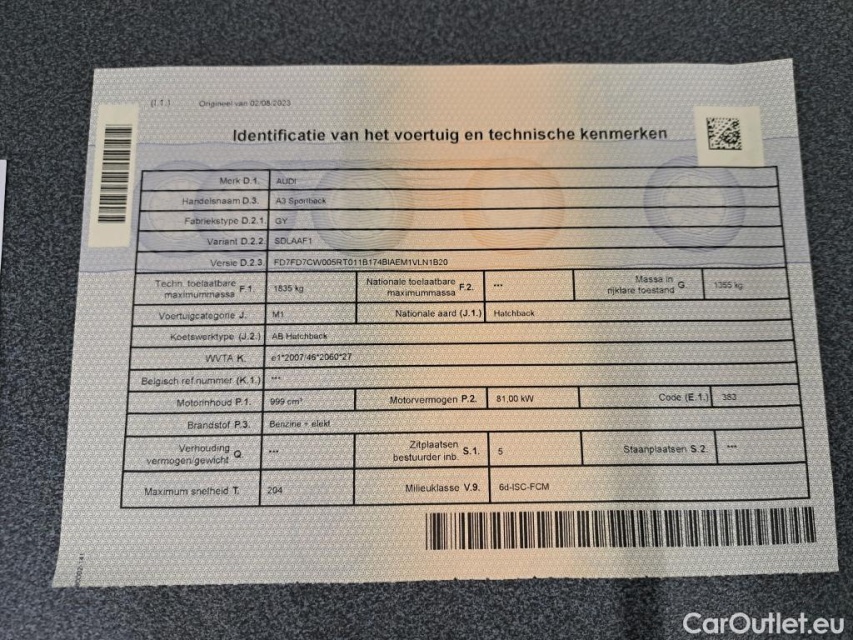 (I.1.) Origineel van 02/08/2023
Identificatie van het voertuig en technische kenmerken
Merk D.1. AUDI
Handelsnaam D.3. A3 Sportback
Fabriekstype D.2.1. GY
Variant D.2.2. SDLAAF1
Versie D.2.3. FD7FD7CW005RT011B174BIAEM1VLN1B20
Techn. toelaatbare maximummassa F.1. 1835 kg Nationale toelaatbare maximummassa F.2. *** Massa in rijklare toestand G. 1355 kg
Voertuigcategorie J. M1 Nationale aard (J.1.) Hatchback
Koetswerktype (J.2.) AB Hatchback
WVTA K. e1*2007/46*2060*27
Belgisch ref.nummer (K.1.) ***
Motorinhoud P.1. 999 cm³ Motorvermogen P.2. 81,00 kW Code (E.1.) 383
Brandstof P.3. Benzine + elekt
Verhouding vermogen/gewicht Q. *** Zitplaatsen bestuurder inb. S.1. 5 Staanplaatsen S.2. ***
Maximum snelheid T. 204 Milieuklasse V.9. 6d-ISC-FCM
CarOutlet.eu